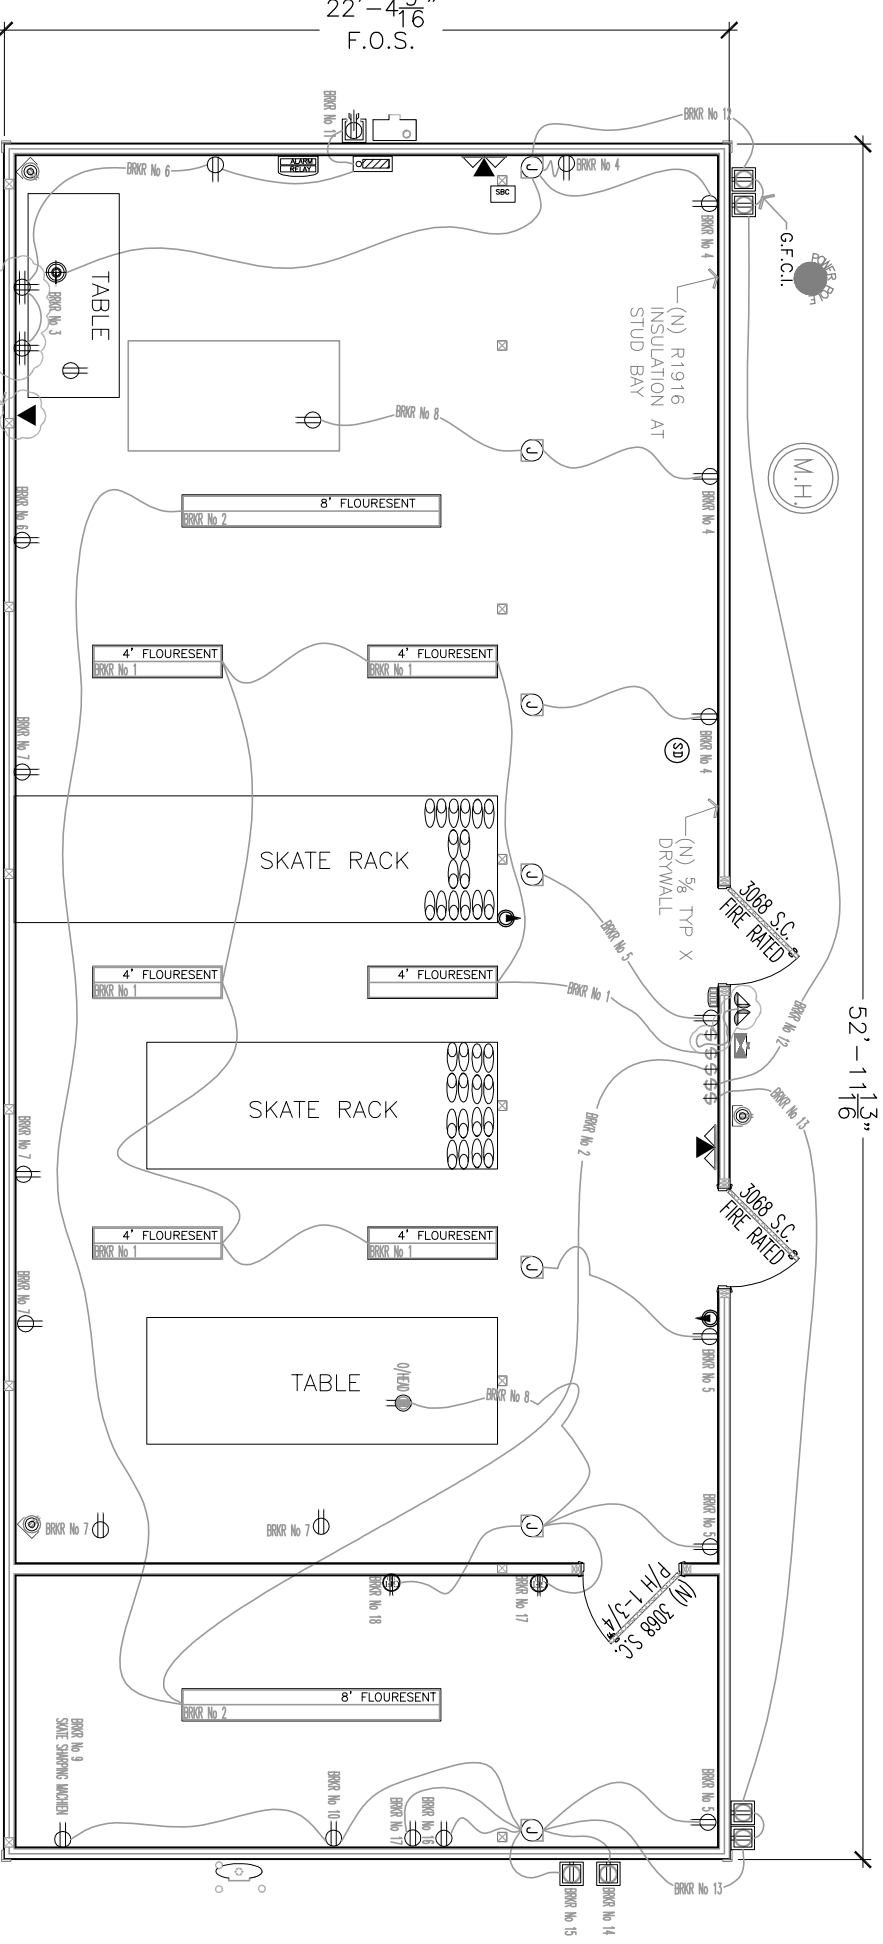 22'-4 5/16"
F.O.S.
BRKR No 11
BRKR No 12
BRKR No 6
ALARM
RELAY
J
BRKR No 4
SBC
BRKR No 4
G.F.C.I.
TABLE
BRKR No 3
(N) R1916
INSULATION AT
STUD BAY
M.H.
BRKR No 8
J
BRKR No 4
BRKR No 6
8' FLOURESENT
BRKR No 2
4' FLOURESENT
BRKR No 1
4' FLOURESENT
BRKR No 1
J
BRKR No 7
SD
BRKR No 4
(N) 5/8 TYP X
DRYWALL
SKATE RACK
J
3068 S.C.
FIRE RATED
BRKR No 5
4' FLOURESENT
BRKR No 1
4' FLOURESENT
BRKR No 1
BRKR No 1
BRKR No 12
52'-11 13/16"
SKATE RACK
BRKR No 2
BRKR No 13
BRKR No 7
3068 S.C.
FIRE RATED
4' FLOURESENT
BRKR No 1
4' FLOURESENT
BRKR No 1
J
BRKR No 7
BRKR No 5
TABLE
O/HEAD
BRKR No 8
BRKR No 7
BRKR No 7
J
BRKR No 5
BRKR No 18
BRKR No 17
(N) 3068 S.C.
P/H 1-3/4"
8' FLOURESENT
BRKR No 2
BRKR No 9
SKATE SHARPING MACHIEN
BRKR No 10
BRKR No 17
BRKR No 16
J
BRKR No 5
BRKR No 13
BRKR No 15
BRKR No 14